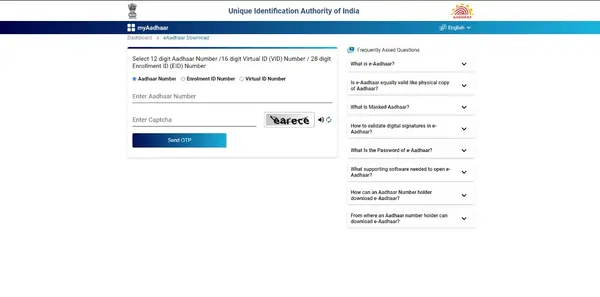 Unique Identification Authority of India
AADHAAR
myAadhaar
English
Dashboard > eAadhaar Download
Select 12 digit Aadhaar Number /16 digit Virtual ID (VID) Number / 28 digit
Enrollment ID (EID) Number
Aadhaar Number Enrolment ID Number Virtual ID Number
Enter Aadhaar Number
Enter Captcha
Send OTP
Frequently Asked Questions
What is e-Aadhaar?
Is e-Aadhaar equally valid like physical copy
of Aadhaar?
What is Masked Aadhaar?
How to validate digital signatures in e-
Aadhaar?
What Is the Password of e-Aadhaar?
What supporting software needed to open e-
Aadhaar?
How can an Aadhaar Number holder
download e-Aadhaar?
From where an Aadhaar number holder can
download e-Aadhaar?